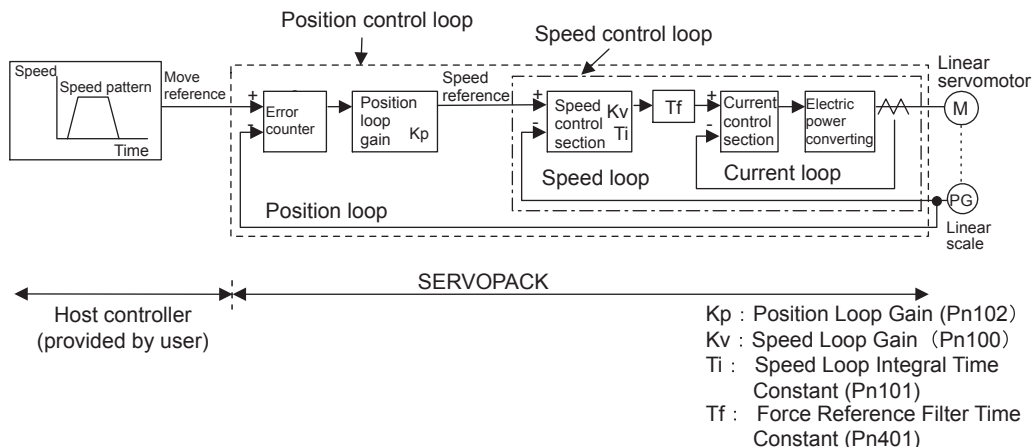 Position control loop
Speed control loop
Speed
Speed pattern
Time
Move
reference
+
-
Error
counter
Position
loop
gain
Kp
Speed
reference
+
-
Speed
control
section
Kv
Ti
Tf
+
-
Current
control
section
Electric
power
converting
Linear
servomotor
M
Speed loop
Current loop
Position loop
PG
Linear
scale
SERVOPACK
Host controller
(provided by user)
Kp : Position Loop Gain (Pn102)
Kv : Speed Loop Gain (Pn100)
Ti : Speed Loop Integral Time
Constant (Pn101)
Tf : Force Reference Filter Time
Constant (Pn401)